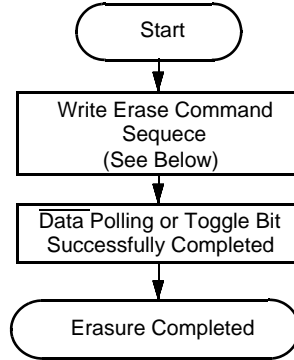 Start
Write Erase Command
Sequece
(See Below)
Data Polling or Toggle Bit
Successfully Completed
Erasure Completed